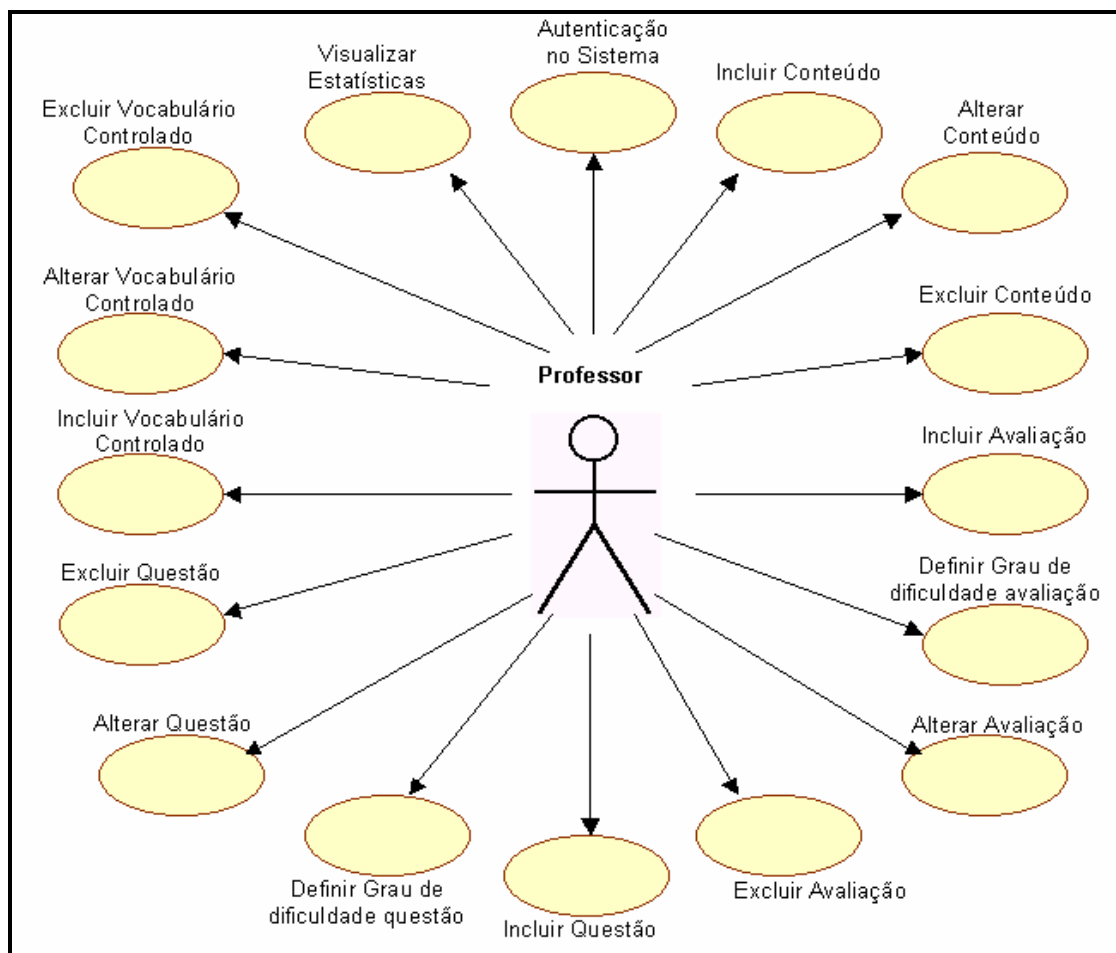 Autenticação
no Sistema
Visualizar
Estatísticas
Incluir Conteúdo
Excluir Vocabulário
Controlado
Alterar
Conteúdo
Alterar Vocabulário
Controlado
Excluir Conteúdo
Professor
Incluir Vocabulário
Controlado
Incluir Avaliação
Excluir Questão
Definir Grau de
dificuldade avaliação
Alterar Questão
Alterar Avaliação
Definir Grau de
dificuldade questão
Incluir Questão
Excluir Avaliação